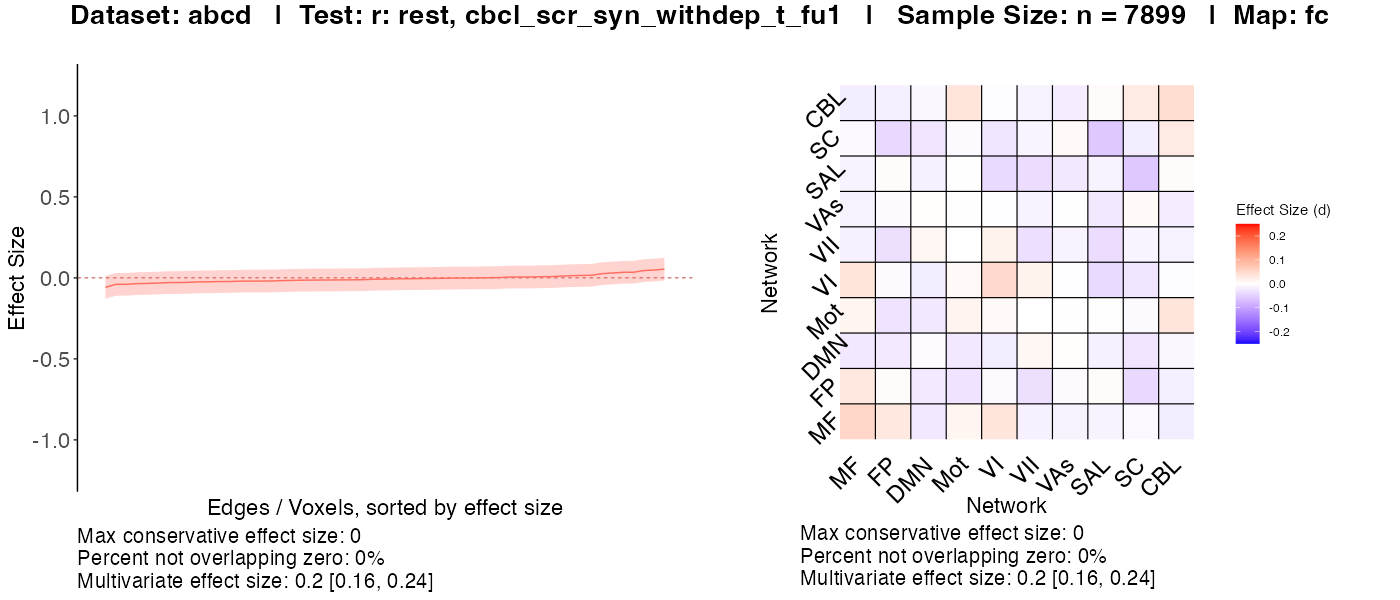 Dataset: abcd | Test: r: rest, cbcl_scr_syn_withdep_t_fu1 | Sample Size: n = 7899 | Map: fc
Effect Size
1.0
0.5
0.0
-0.5
-1.0
Edges / Voxels, sorted by effect size
Max conservative effect size: 0
Percent not overlapping zero: 0%
Multivariate effect size: 0.2 [0.16, 0.24]
Network
CBL
SC
SAL
VAs
VII
VI
Mot
DMN
FP
MF
MF
FP
DMN
Mot
VI
VII
VAs
SAL
SC
CBL
Network
Max conservative effect size: 0
Percent not overlapping zero: 0%
Multivariate effect size: 0.2 [0.16, 0.24]
Effect Size (d)
0.2
0.1
0.0
-0.1
-0.2